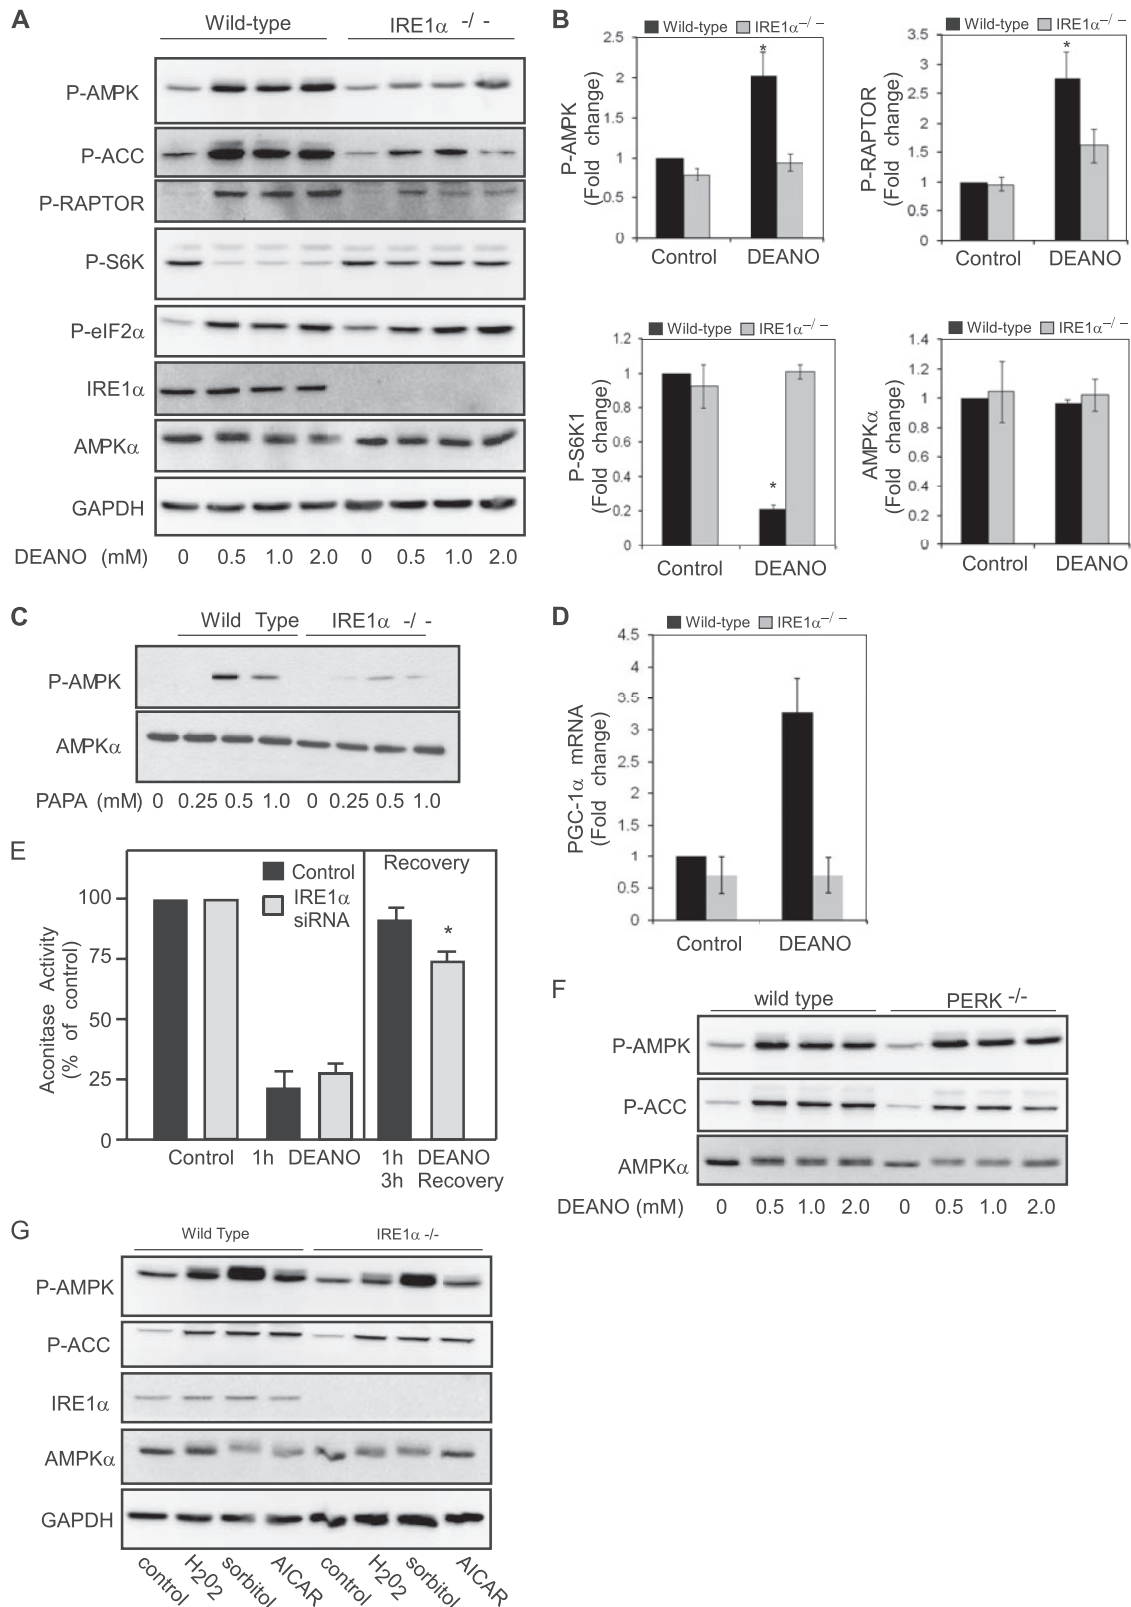 A
Wild-type IRE1α -/-
P-AMPK
P-ACC
P-RAPTOR
P-S6K
P-eIF2α
IRE1α
AMPKα
GAPDH
DEANO (mM) 0 0.5 1.0 2.0 0 0.5 1.0 2.0
B
Wild-type IRE1α-/-
P-AMPK
(Fold change)
2.5
2
1.5
1
0.5
0
*
Control DEANO
Wild-type IRE1α-/-
P-RAPTOR
(Fold change)
3.5
3
2.5
2
1.5
1
0.5
0
*
Control DEANO
Wild-type IRE1α-/-
P-S6K1
(Fold change)
1.2
1
0.8
0.6
0.4
0.2
0
*
Control DEANO
Wild-type IRE1α-/-
AMPKα
(Fold change)
1.4
1.2
1
0.8
0.6
0.4
0.2
0
Control DEANO
C
Wild Type IRE1α -/-
P-AMPK
AMPKα
PAPA (mM) 0 0.25 0.5 1.0 0 0.25 0.5 1.0
D
Wild-type IRE1α-/-
PGC-1α mRNA
(Fold change)
4.5
4
3.5
3
2.5
2
1.5
1
0.5
0
Control DEANO
E
Aconitase Activity
(% of control)
100
75
50
25
0
Control
IRE1α
siRNA
Recovery
*
Control 1h DEANO 1h DEANO
3h Recovery
F
wild type PERK -/-
P-AMPK
P-ACC
AMPKα
DEANO (mM) 0 0.5 1.0 2.0 0 0.5 1.0 2.0
G
Wild Type IRE1α -/-
P-AMPK
P-ACC
IRE1α
AMPKα
GAPDH
control H2O2 sorbitol AICAR control H2O2 sorbitol AICAR